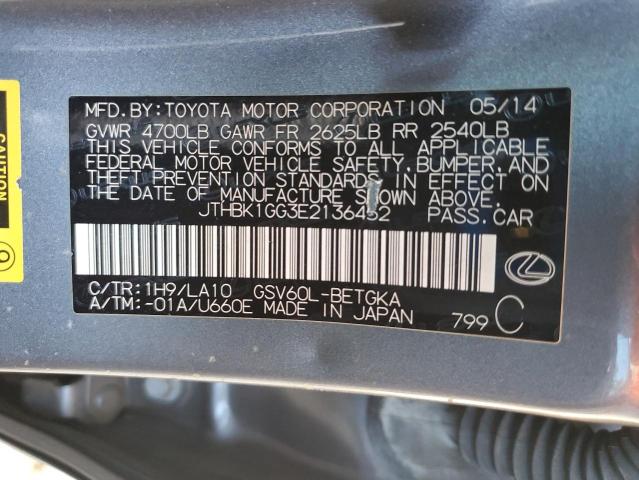 MFD.BY:TOYOTA MOTOR CORPORATION 05/14
GVWR 4700LB GAWR FR 2625LB RR 2540LB
THIS VEHICLE CONFORMS TO ALL APPLICABLE
FEDERAL MOTOR VEHICLE SAFETY,BUMPER,AND
THEFT PREVENTION STANDARDS IN EFFECT ON
THE DATE OF MANUFACTURE SHOWN ABOVE.
JTHBK1GG3E2136452 PASS.CAR
C/TR:1H9/LA10 GSV60L-BETGKA
A/TM:-01A/U660E MADE IN JAPAN 799 C
CAUTION